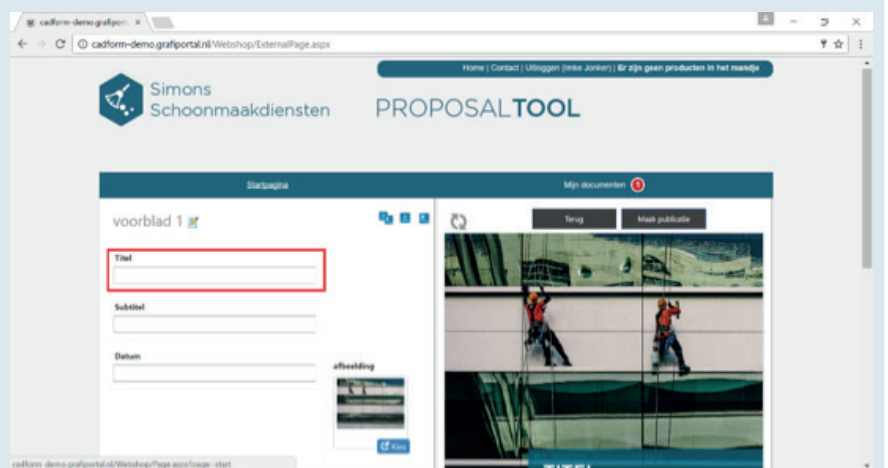 cadform-demo.grafiport
cadform-demo.grafiportal.nl/Webshop/ExternalPage.aspx
Home | Contact | Uitloggen (Imke Jonker) | Er zijn geen producten in het mandje
Simons
Schoonmaakdiensten
PROPOSALTOOL
Startpagina
Mijn documenten 1
voorblad 1
Terug
Maak publicatie
Titel
Subtitel
Datum
afbeelding
Kies
TITEL
cadform-demo.grafiportal.nl/Webshop/Page.aspx?page=start